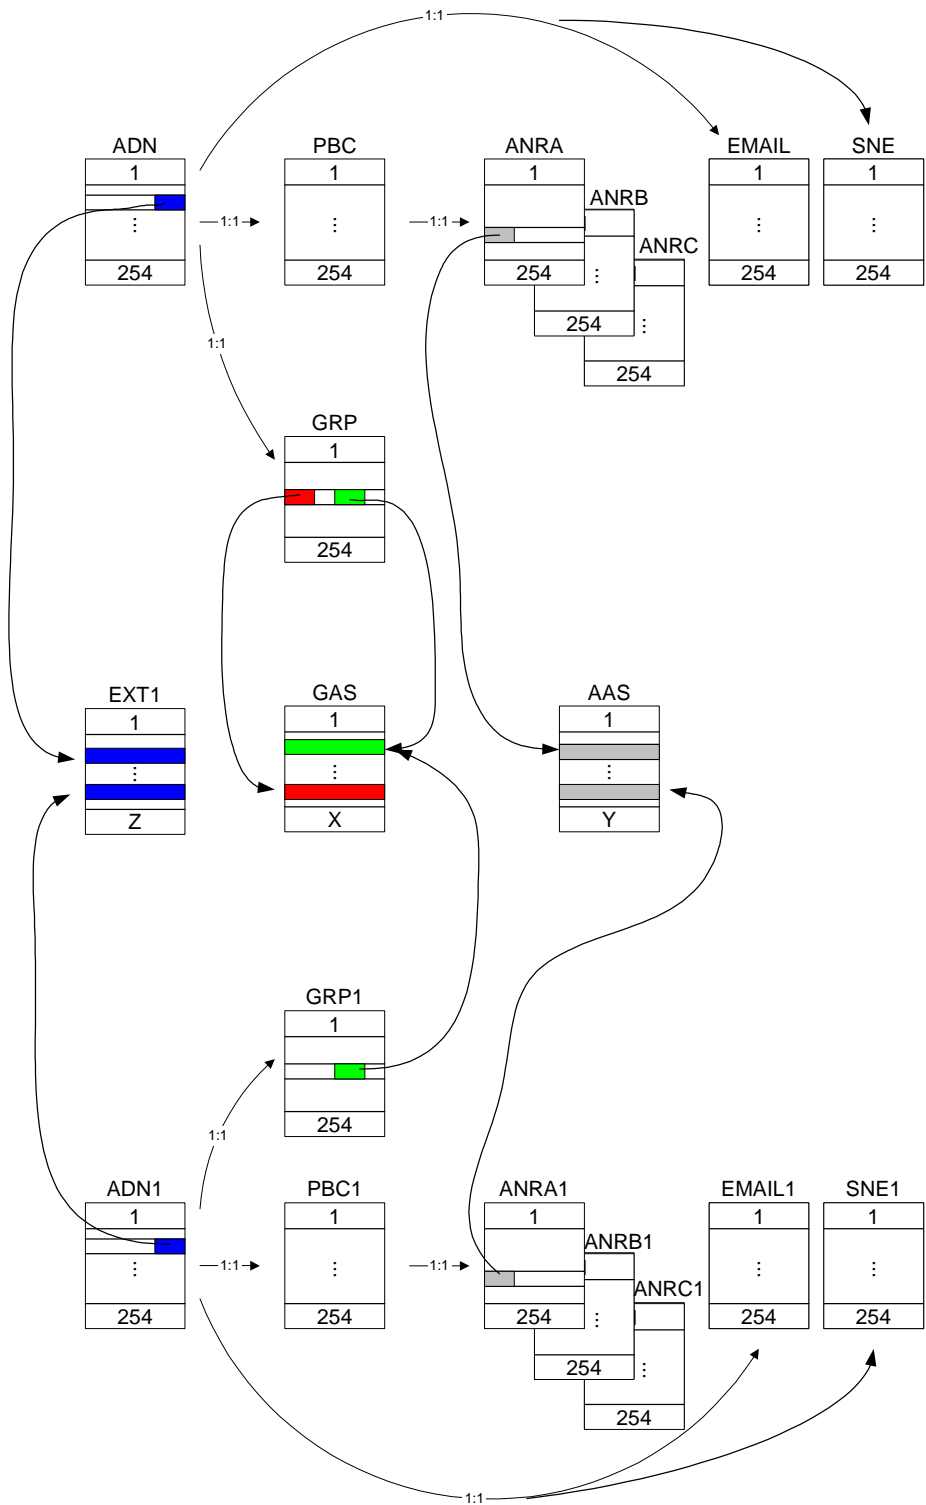 1:1
ADN
PBC
ANRA
EMAIL
SNE
1
1
1
1
1
ANRB
1:1
1:1
⋮
⋮
⋮
⋮
ANRC
254
254
254
⋮
254
254
254
⋮
1:1
254
GRP
1
254
EXT1
GAS
AAS
1
1
1
⋮
⋮
⋮
Z
X
Y
GRP1
1
254
1:1
ADN1
PBC1
ANRA1
EMAIL1
SNE1
1
1
1
1
1
ANRB1
1:1
1:1
⋮
⋮
⋮
⋮
ANRC1
254
254
254
⋮
254
254
254
⋮
254
1:1